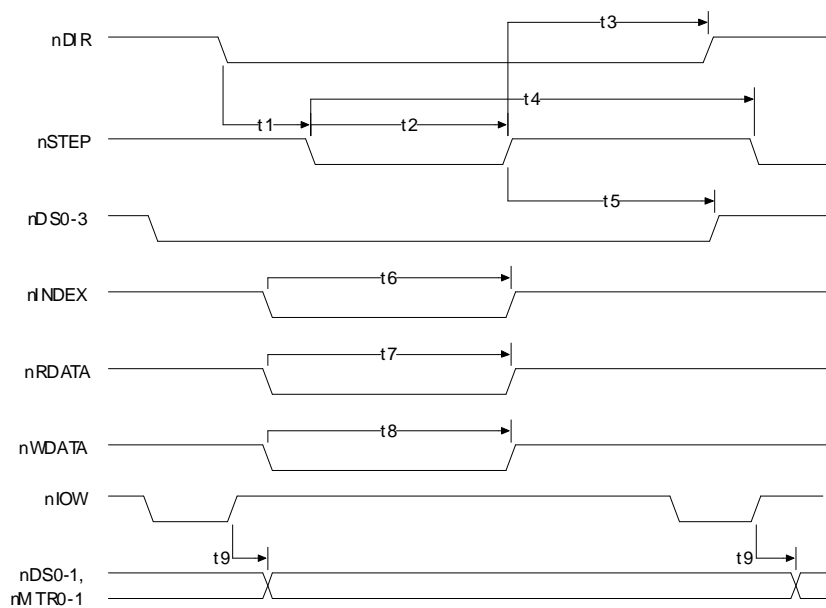 nDIR
t3
t4
t1
t2
nSTEP
t5
nDS0-3
t6
nINDEX
t7
nRDATA
t8
nWDATA
nIOW
t9
t9
nDS0-1,
nMTR0-1